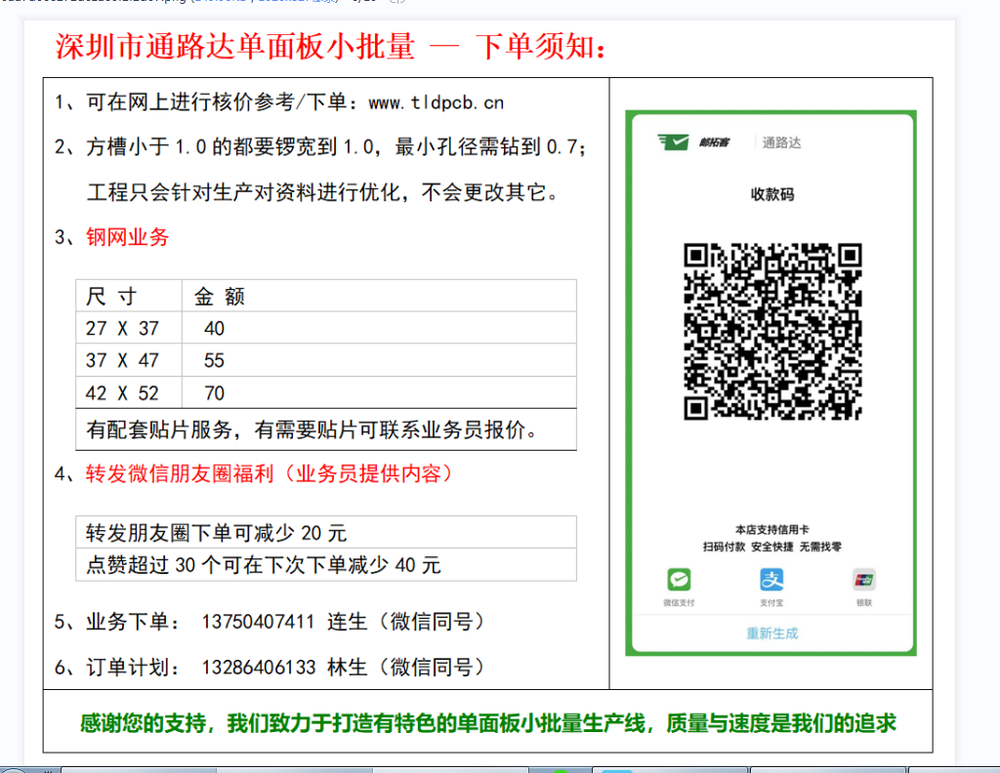 深圳市通路达单面板小批量 — 下单须知：
1、可在网上进行核价参考/下单：www.tldpcb.cn
2、方槽小于1.0的都要锣宽到1.0，最小孔径需钻到0.7；
工程只会针对生产对资料进行优化，不会更改其它。
3、钢网业务
尺 寸 金 额
27 X 37 40
37 X 47 55
42 X 52 70
有配套贴片服务，有需要贴片可联系业务员报价。
4、转发微信朋友圈福利（业务员提供内容）
转发朋友圈下单可减少20元
点赞超过30个可在下次下单减少40元
5、业务下单： 13750407411 连生（微信同号）
6、订单计划： 13286406133 林生（微信同号）
邮拓客 通路达
收款码
本店支持信用卡
扫码付款 安全快捷 无需找零
微信支付 支付宝 银联
重新生成
感谢您的支持，我们致力于打造有特色的单面板小批量生产线，质量与速度是我们的追求